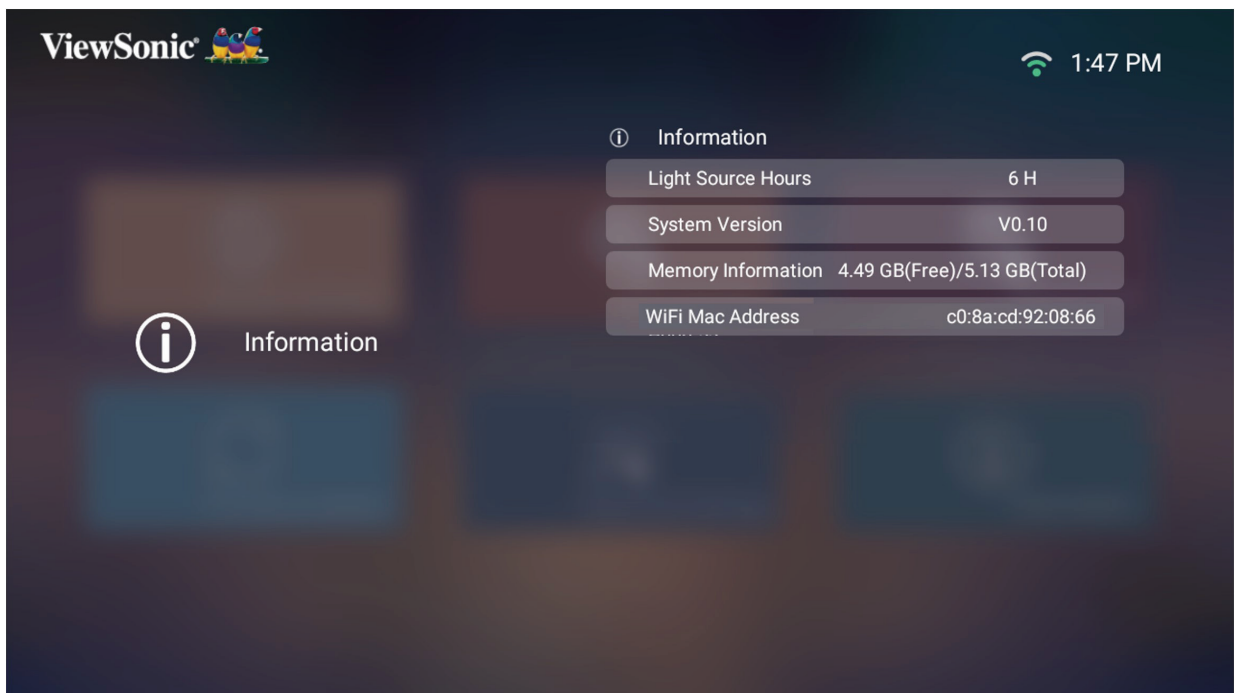 ViewSonic®
1:47 PM
Information
Light Source Hours 6 H
System Version V0.10
Memory Information 4.49 GB(Free)/5.13 GB(Total)
WiFi Mac Address c0:8a:cd:92:08:66
Information